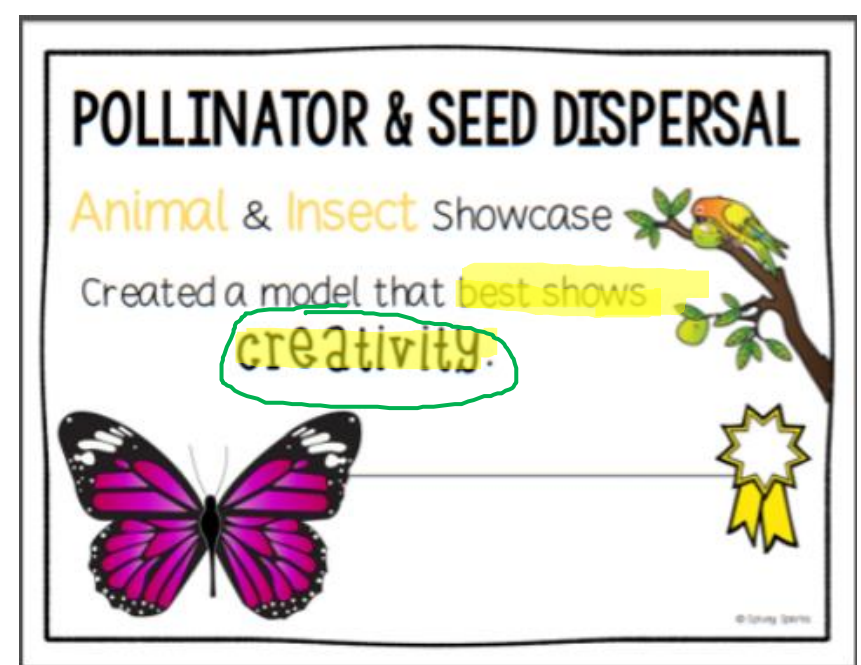 POLLINATOR & SEED DISPERSAL
Animal & Insect Showcase
Created a model that best shows
creativity.